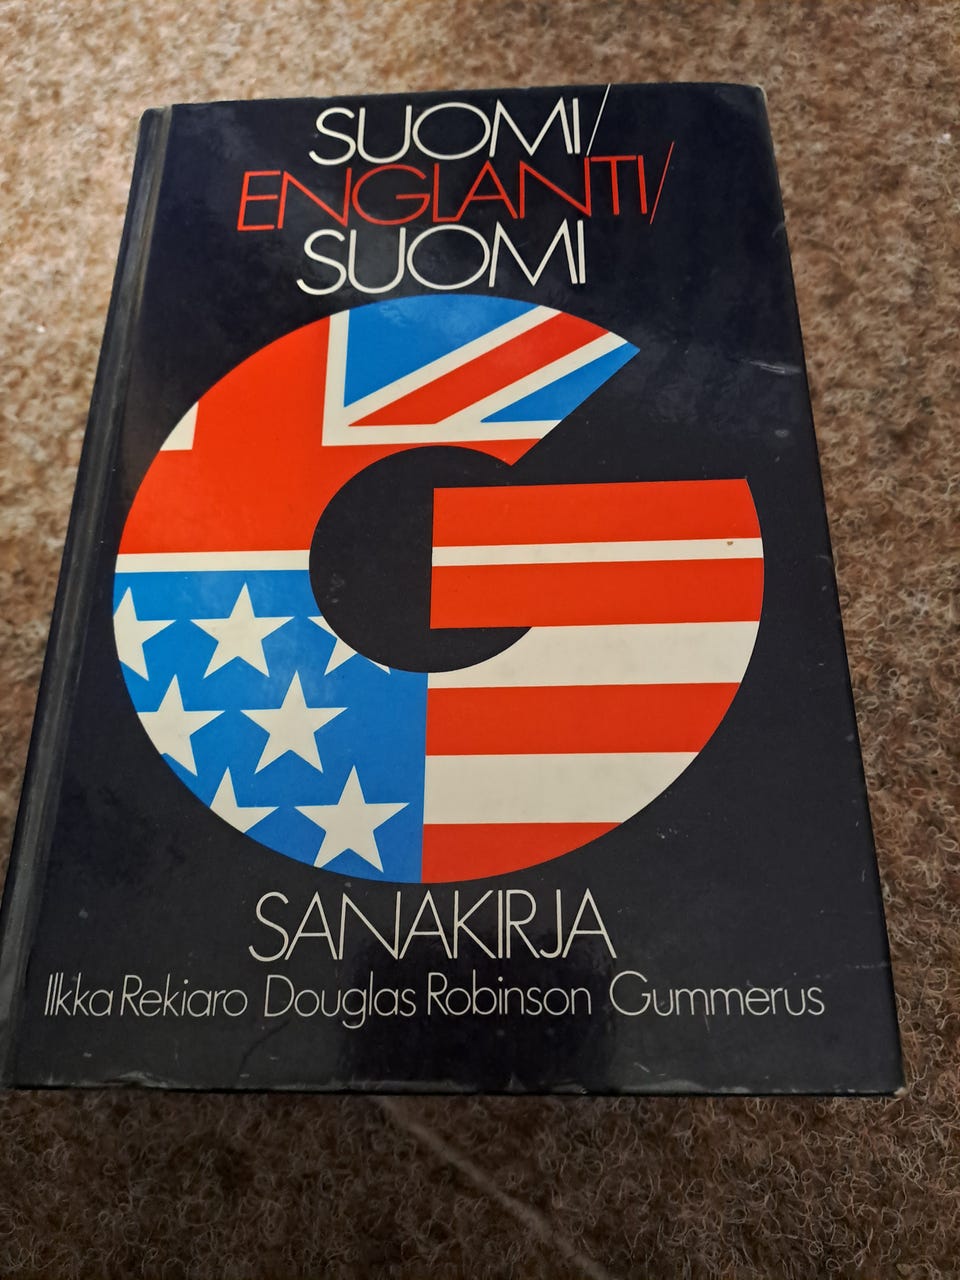 SUOMI/
ENGLANTI/
SUOMI
G
SANAKIRJA
Ilkka Rekiaro Douglas Robinson Gummerus